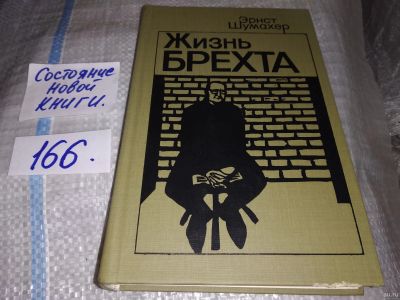 Эрнст
Шумахер
Жизнь
БРЕХТА
Состояние
новой
книги.
166.